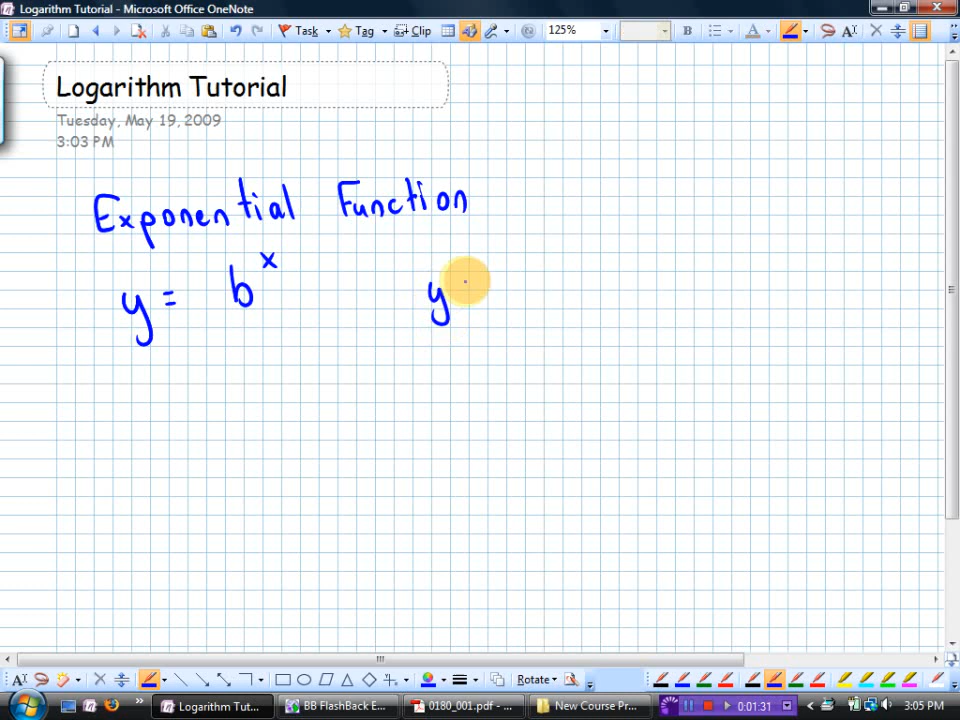 Logarithm Tutorial - Microsoft Office OneNote
Task Tag Clip 125% B A A
Logarithm Tutorial
Tuesday, May 19, 2009
3:03 PM
Exponential Function
y = b^x y
Rotate
Logarithm Tut... BB FlashBack E... 0180_001.pdf - ... New Course Pr... 0:01:31 3:05 PM